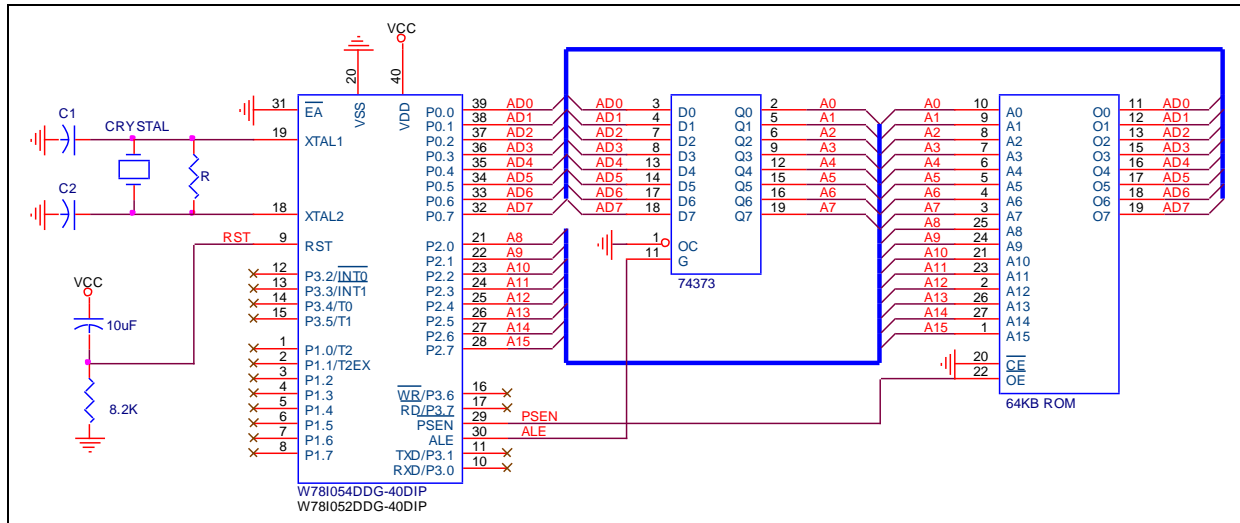 VCC
20
40
31 EA
VSS
VDD
C1
CRYSTAL
19 XTAL1
R
C2
18 XTAL2
RST 9 RST
12 P3.2/INT0
13 P3.3/INT1
14 P3.4/T0
15 P3.5/T1
VCC
10uF
8.2K
1 P1.0/T2
2 P1.1/T2EX
3 P1.2
4 P1.3
5 P1.4
6 P1.5
7 P1.6
8 P1.7
P0.0 39 AD0
P0.1 38 AD1
P0.2 37 AD2
P0.3 36 AD3
P0.4 35 AD4
P0.5 34 AD5
P0.6 33 AD6
P0.7 32 AD7
P2.0 21 A8
P2.1 22 A9
P2.2 23 A10
P2.3 24 A11
P2.4 25 A12
P2.5 26 A13
P2.6 27 A14
P2.7 28 A15
WR/P3.6 16
RD/P3.7 17
PSEN 29 PSEN
ALE 30 ALE
TXD/P3.1 11
RXD/P3.0 10
W78I054DDG-40DIP
W78I052DDG-40DIP
AD0 3 D0 Q0 2 A0
AD1 4 D1 Q1 5 A1
AD2 7 D2 Q2 6 A2
AD3 8 D3 Q3 9 A3
AD4 13 D4 Q4 12 A4
AD5 14 D5 Q5 15 A5
AD6 17 D6 Q6 16 A6
AD7 18 D7 Q7 19 A7
1 OC
11 G
74373
A0 10 A0 O0 11 AD0
A1 9 A1 O1 12 AD1
A2 8 A2 O2 13 AD2
A3 7 A3 O3 15 AD3
A4 6 A4 O4 16 AD4
A5 5 A5 O5 17 AD5
A6 4 A6 O6 18 AD6
A7 3 A7 O7 19 AD7
A8 25 A8
A9 24 A9
A10 21 A10
A11 23 A11
A12 2 A12
A13 26 A13
A14 27 A14
A15 1 A15
20 CE
22 OE
64KB ROM